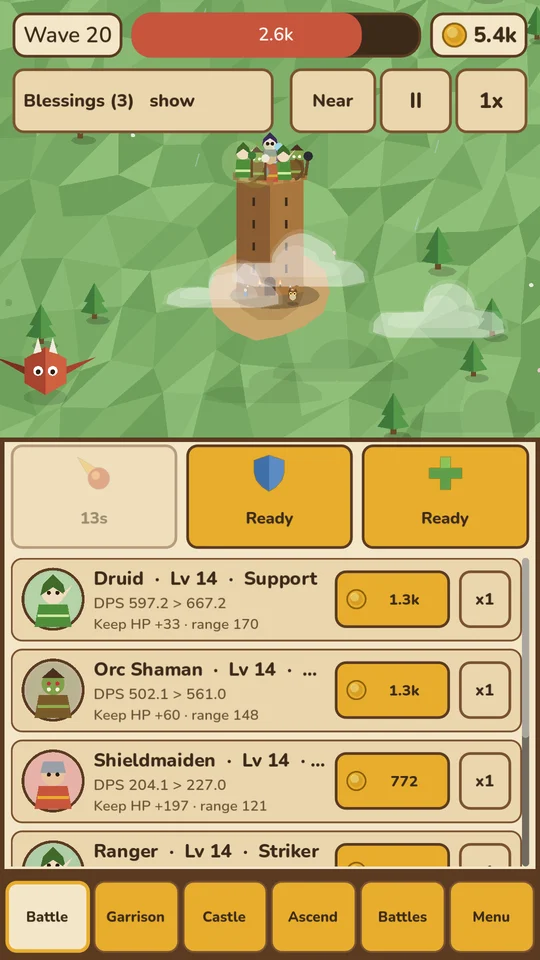 Wave 20
2.6k
5.4k
Blessings (3) show
Near
1x
13s
Ready
Ready
Druid · Lv 14 · Support
DPS 597.2 > 667.2
Keep HP +33 · range 170
1.3k
x1
Orc Shaman · Lv 14 · ...
DPS 502.1 > 561.0
Keep HP +60 · range 148
1.3k
x1
Shieldmaiden · Lv 14 · ...
DPS 204.1 > 227.0
Keep HP +197 · range 121
772
x1
Ranger · Lv 14 · Striker
Battle
Garrison
Castle
Ascend
Battles
Menu